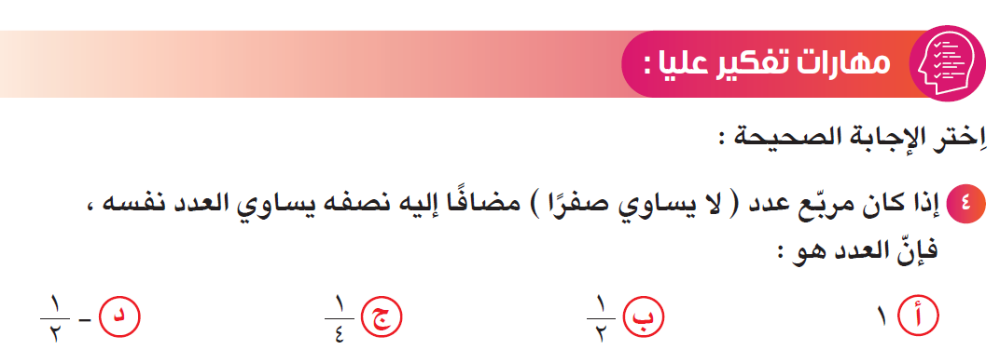 مهارات تفكير عليا :
اِختر الإجابة الصحيحة :
٤ إذا كان مربّع عدد ( لا يساوي صفرًا ) مضافًا إليه نصفه يساوي العدد نفسه ،
فإنّ العدد هو :
أ ١ ب ١/٢ ج ١/٤ د - ١/٢